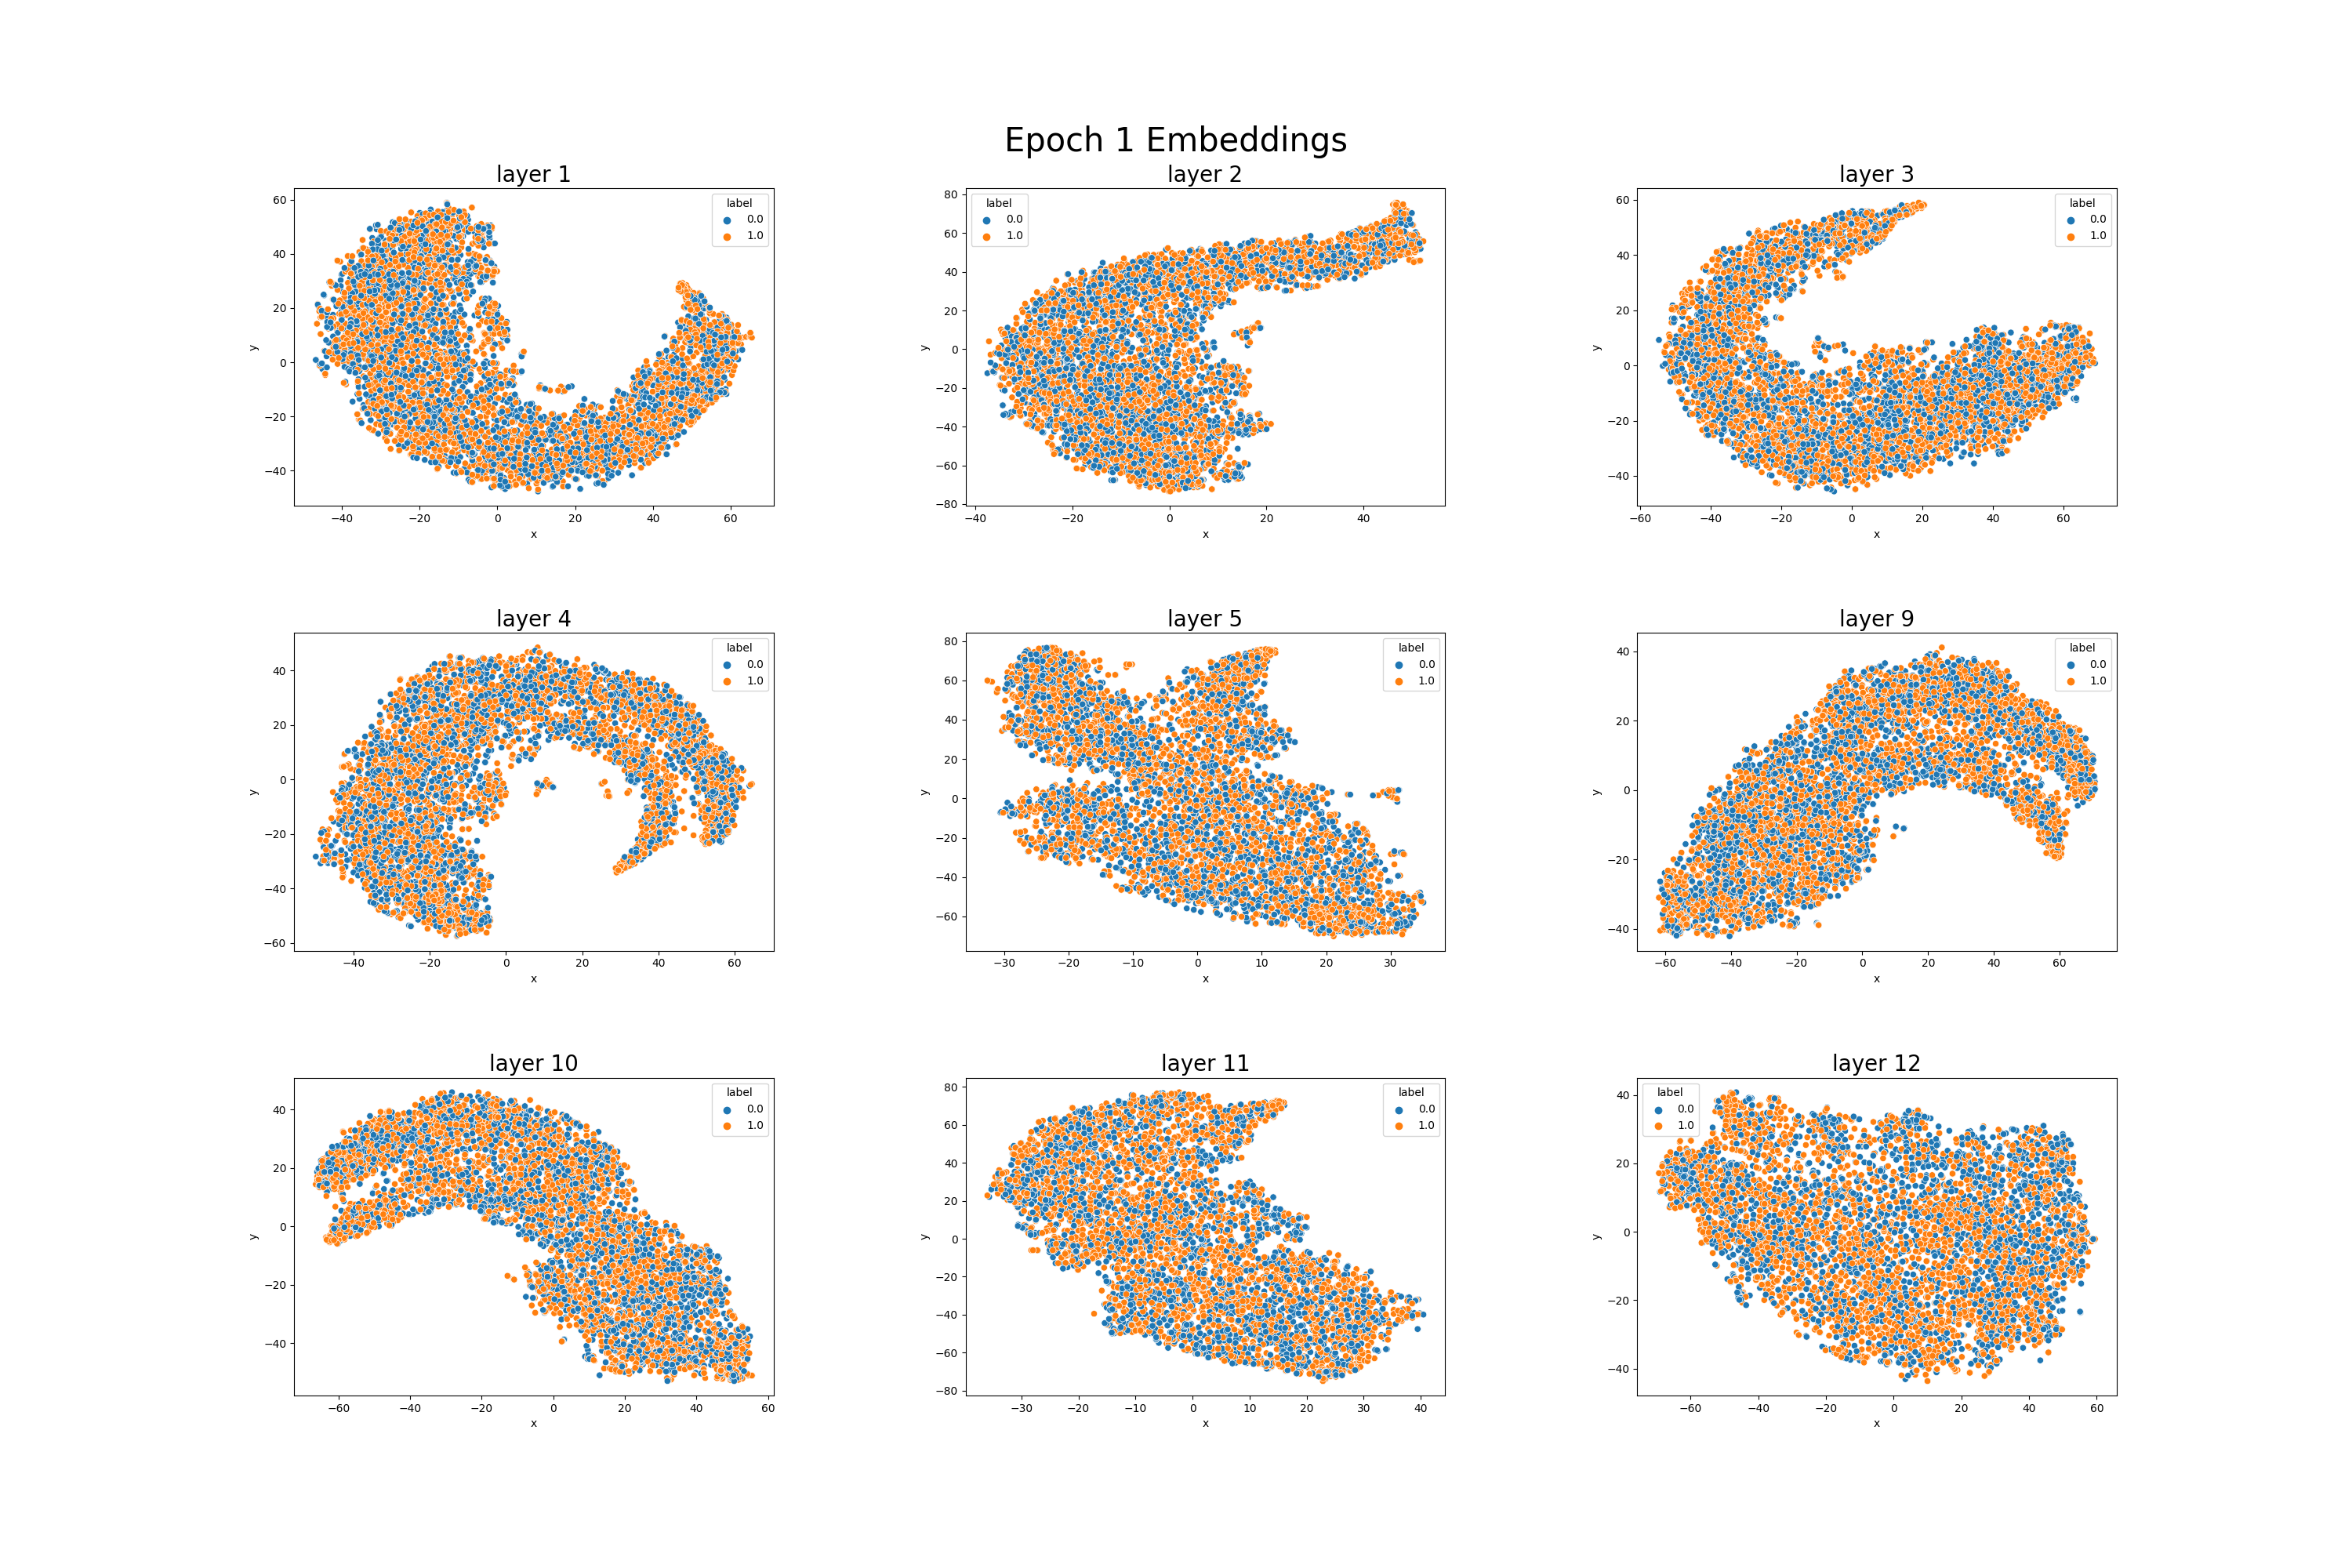 Epoch 1 Embeddings
layer 1
label
0.0
1.0
60
40
20
0
−20
−40
y
−40 −20 0 20 40 60
x
layer 2
label
0.0
1.0
80
60
40
20
0
−20
−40
−60
−80
y
−40 −20 0 20 40
x
layer 3
label
0.0
1.0
60
40
20
0
−20
−40
y
−60 −40 −20 0 20 40 60
x
layer 4
label
0.0
1.0
40
20
0
−20
−40
−60
y
−40 −20 0 20 40 60
x
layer 5
label
0.0
1.0
80
60
40
20
0
−20
−40
−60
y
−30 −20 −10 0 10 20 30
x
layer 9
label
0.0
1.0
40
20
0
−20
−40
y
−60 −40 −20 0 20 40 60
x
layer 10
label
0.0
1.0
40
20
0
−20
−40
y
−60 −40 −20 0 20 40 60
x
layer 11
label
0.0
1.0
80
60
40
20
0
−20
−40
−60
−80
y
−30 −20 −10 0 10 20 30 40
x
layer 12
label
0.0
1.0
40
20
0
−20
−40
y
−60 −40 −20 0 20 40 60
x